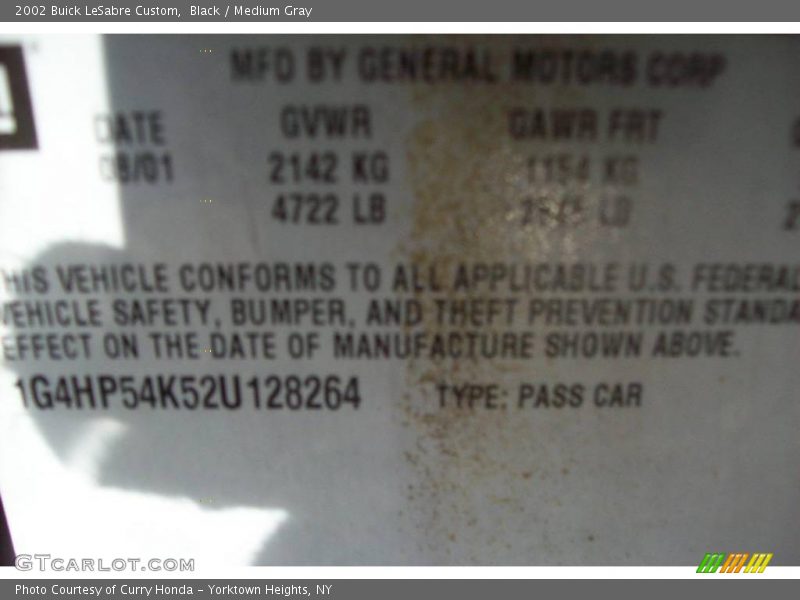 2002 Buick LeSabre Custom,  Black / Medium Gray
MFD BY GENERAL MOTORS CORP
DATE GVWR GAWR FRT
08/01 2142 KG 1154 KG
4722 LB LB
HIS VEHICLE CONFORMS TO ALL APPLICABLE U.S. FEDERAL
VEHICLE SAFETY, BUMPER, AND THEFT PREVENTION STANDA
EFFECT ON THE DATE OF MANUFACTURE SHOWN ABOVE.
1G4HP54K52U128264 TYPE: PASS CAR
GTCARLOT.COM
Photo Courtesy of Curry Honda - Yorktown Heights, NY